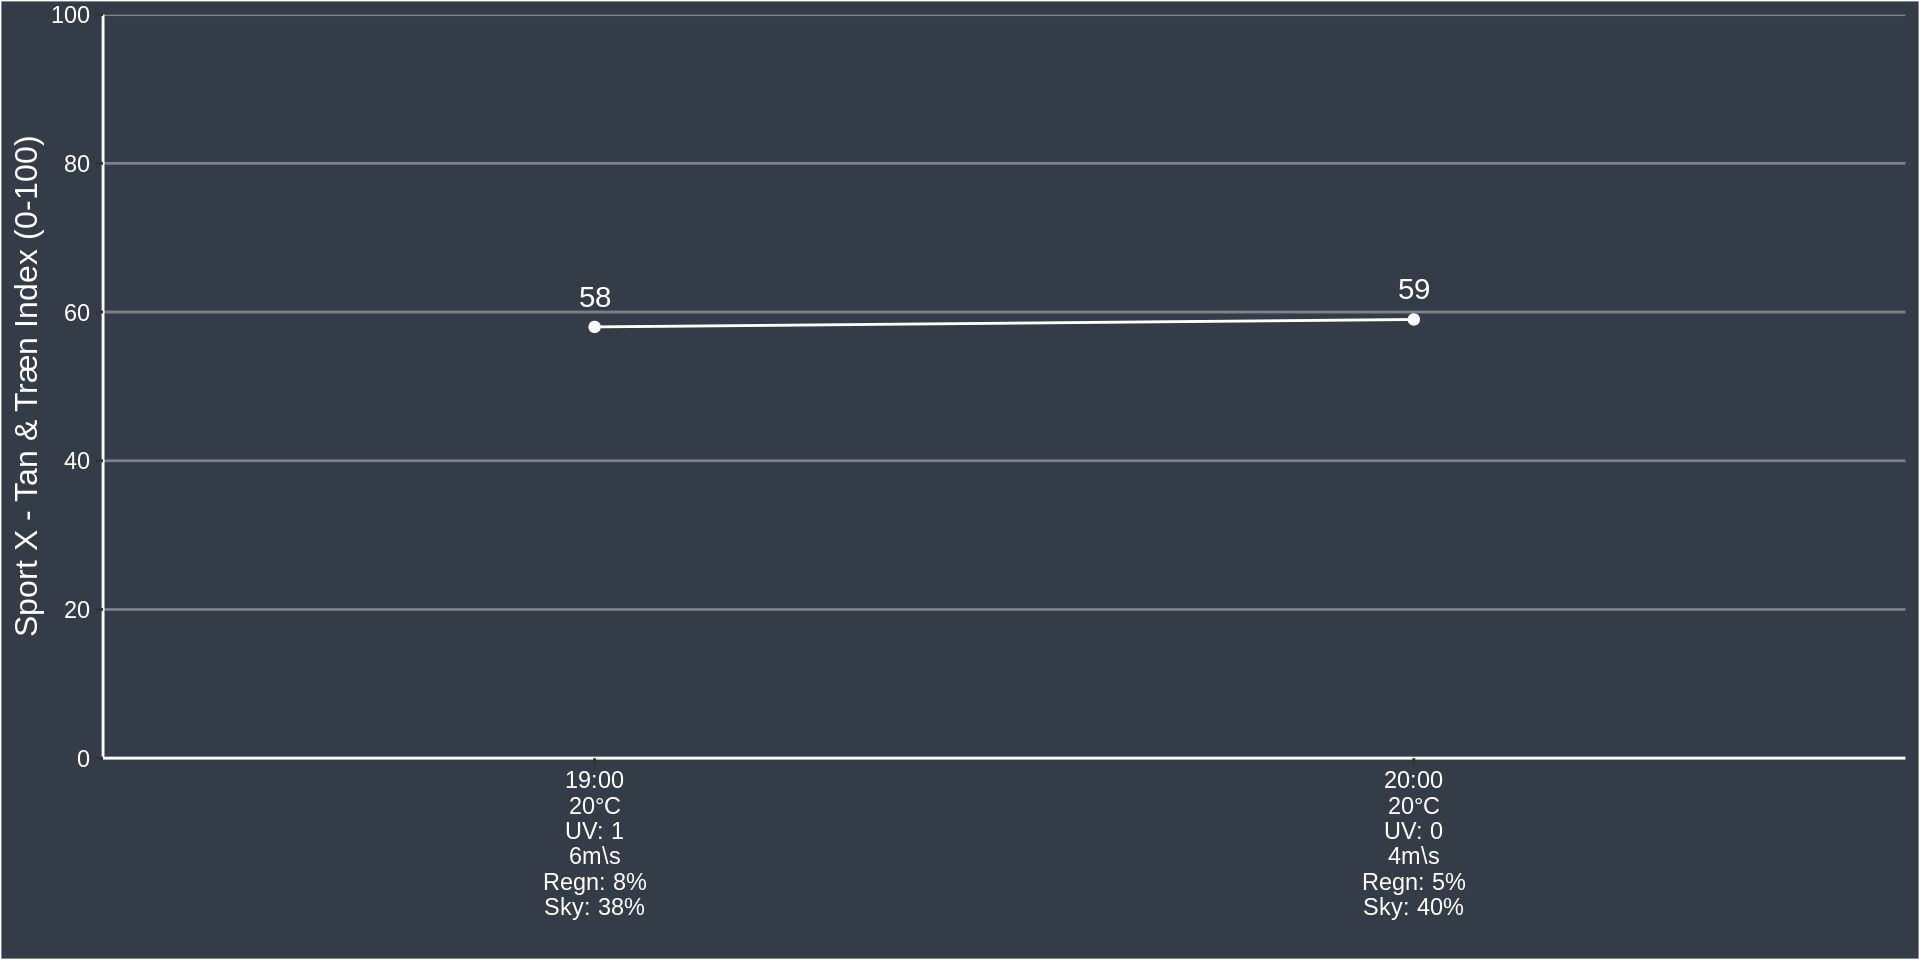 Sport X - Tan & Træn Index (0-100)
100
80
60
40
20
0
58
59
19:00
20°C
UV: 1
6m\s
Regn: 8%
Sky: 38%
20:00
20°C
UV: 0
4m\s
Regn: 5%
Sky: 40%